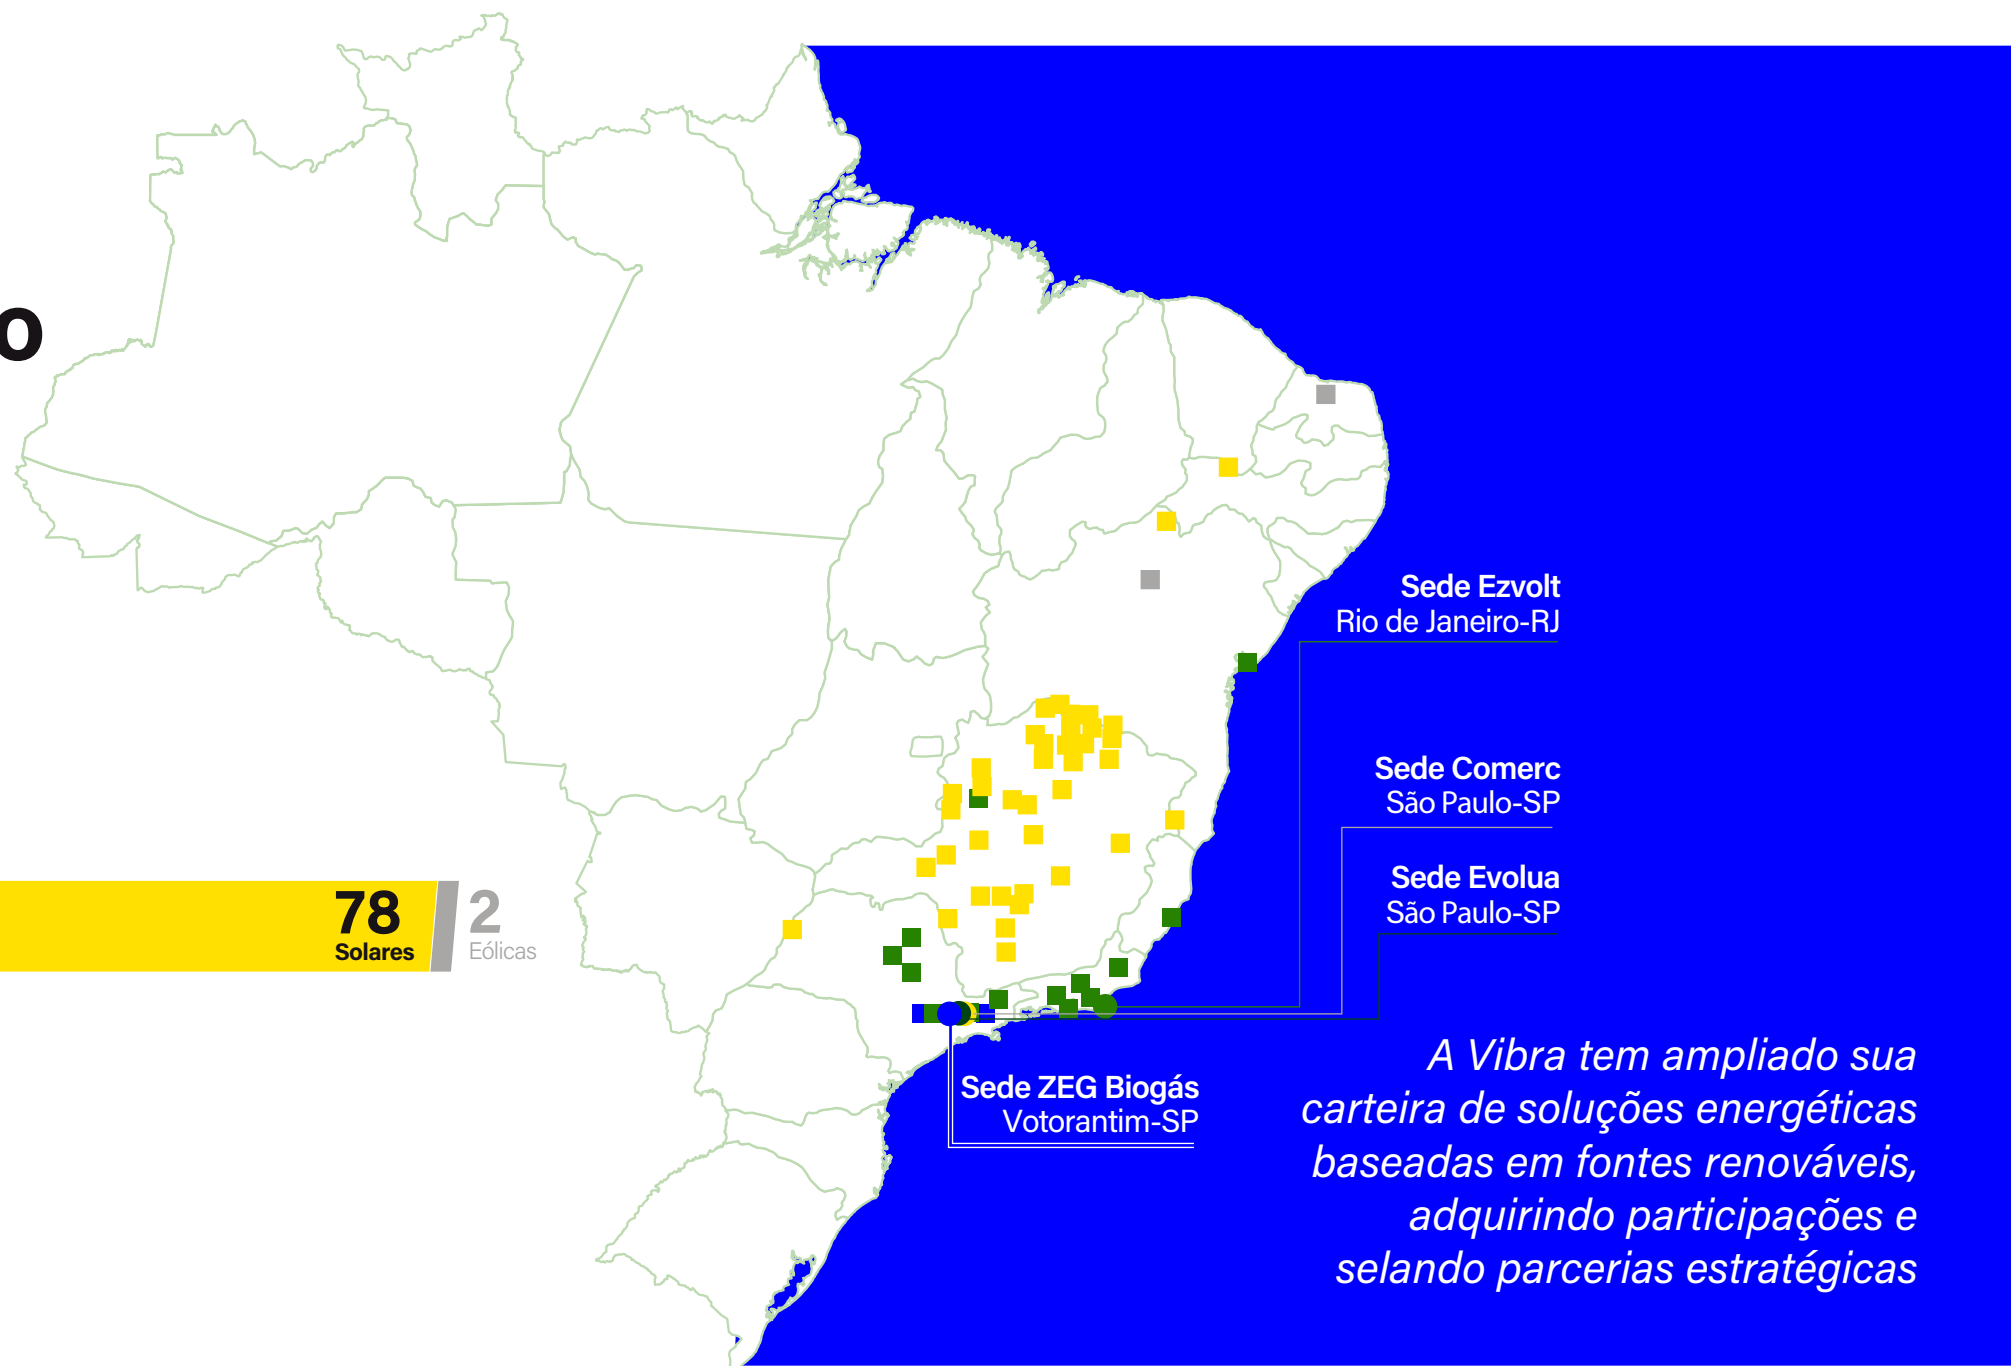 o
Sede Ezvolt
Rio de Janeiro-RJ
Sede Comerc
São Paulo-SP
Sede Evolua
São Paulo-SP
78
Solares
2
Eólicas
Sede ZEG Biogás
Votorantim-SP
A Vibra tem ampliado sua
carteira de soluções energéticas
baseadas em fontes renováveis,
adquirindo participações e
selando parcerias estratégicas